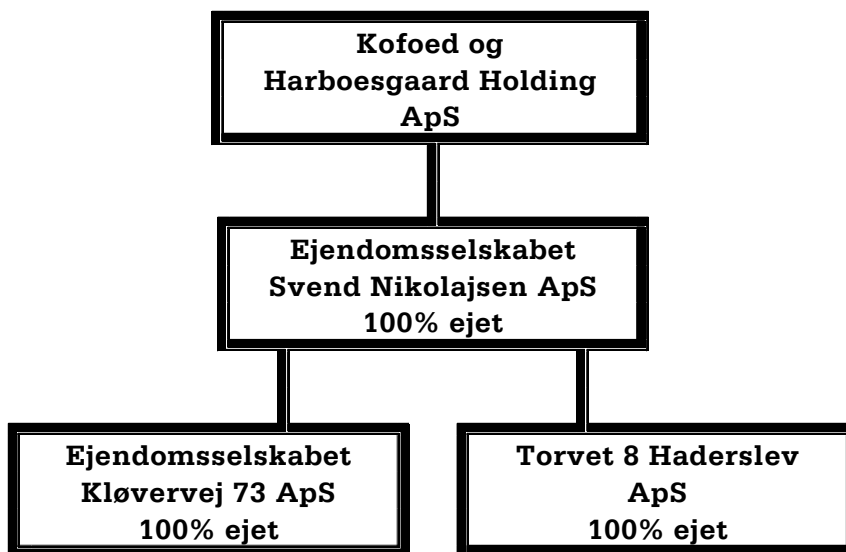 Kofoed og
Harboesgaard Holding
ApS
Ejendomsselskabet
Svend Nikolajsen ApS
100% ejet
Ejendomsselskabet
Kløvervej 73 ApS
100% ejet
Torvet 8 Haderslev
ApS
100% ejet